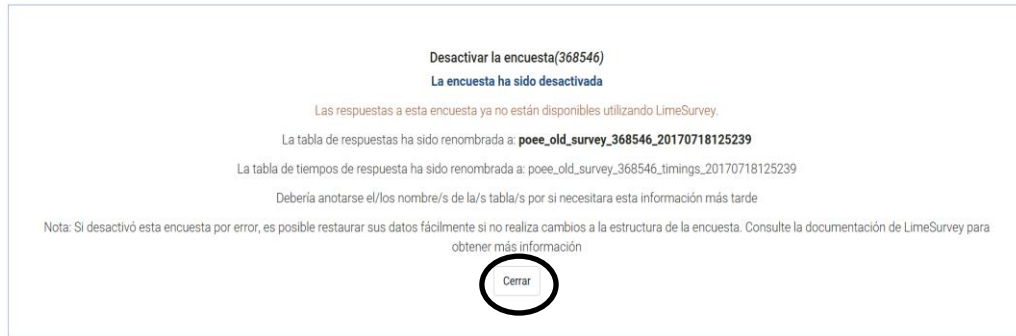 Desactivar la encuesta(368546)
La encuesta ha sido desactivada
Las respuestas a esta encuesta ya no están disponibles utilizando LimeSurvey.
La tabla de respuestas ha sido renombrada a: poee_old_survey_368546_20170718125239
La tabla de tiempos de respuesta ha sido renombrada a: poee_old_survey_368546_timings_20170718125239
Debería anotarse el/los nombre/s de la/s tabla/s por si necesitara esta información más tarde
Nota: Si desactivó esta encuesta por error, es posible restaurar sus datos fácilmente si no realiza cambios a la estructura de la encuesta. Consulte la documentación de LimeSurvey para
obtener más información
Cerrar